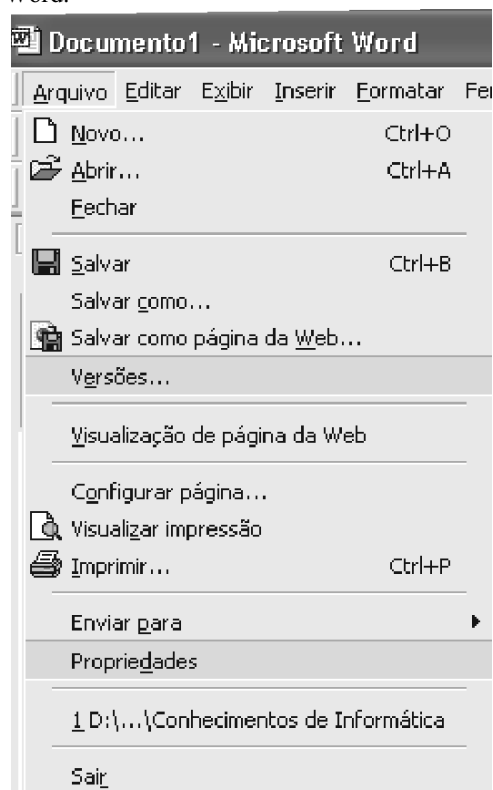 Word.
Documento1 - Microsoft Word
Arquivo Editar Exibir Inserir Formatar Fer
Novo... Ctrl+O
Abrir... Ctrl+A
Fechar
Salvar Ctrl+B
Salvar como...
Salvar como página da Web...
Versões...
Visualização de página da Web
Configurar página...
Visualizar impressão
Imprimir... Ctrl+P
Enviar para
Propriedades
1 D:\...\Conhecimentos de Informática
Sair